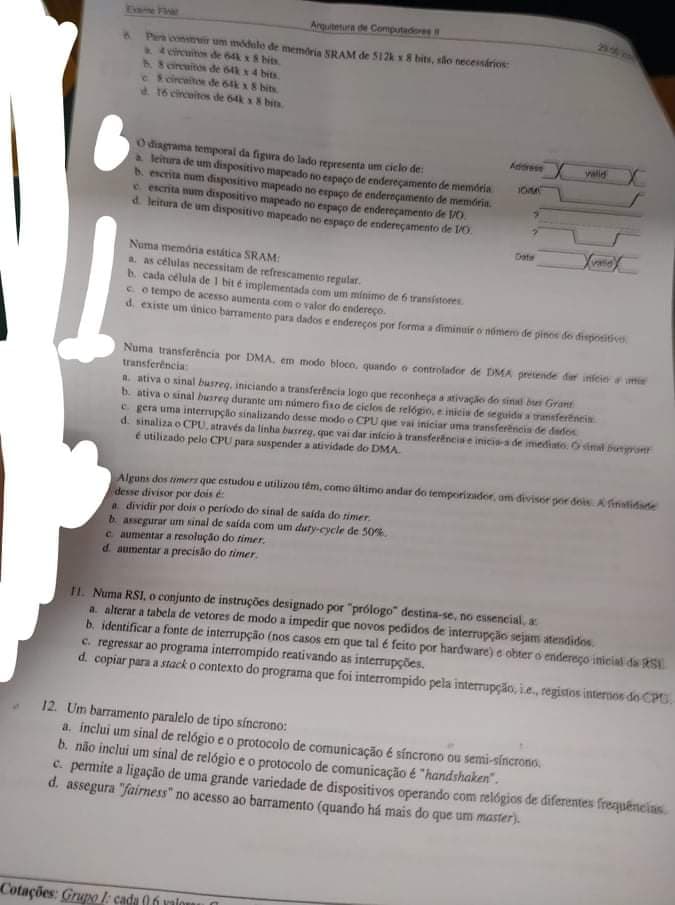 Exame Final
Arquitetura de Computadores II
6. Para construir um módulo de memória SRAM de 512k x 8 bits, são necessários:
a. 4 circuitos de 64k x 8 bits.
b. 8 circuitos de 64k x 4 bits.
c. 8 circuitos de 64k x 8 bits.
d. 16 circuitos de 64k x 8 bits.
O diagrama temporal da figura do lado representa um ciclo de:
a. leitura de um dispositivo mapeado no espaço de endereçamento de memória.
b. escrita num dispositivo mapeado no espaço de endereçamento de memória.
c. escrita num dispositivo mapeado no espaço de endereçamento de I/O.
d. leitura de um dispositivo mapeado no espaço de endereçamento de I/O.
Address valid
IO/M\
?
?
Data valid
Numa memória estática SRAM:
a. as células necessitam de refrescamento regular.
b. cada célula de 1 bit é implementada com um mínimo de 6 transístores.
c. o tempo de acesso aumenta com o valor do endereço.
d. existe um único barramento para dados e endereços por forma a diminuir o número de pinos do dispositivo.
Numa transferência por DMA, em modo bloco, quando o controlador de DMA pretende dar início a uma
transferência:
a. ativa o sinal busreq, iniciando a transferência logo que reconheça a ativação do sinal bus Grant.
b. ativa o sinal busreq durante um número fixo de ciclos de relógio, e inicia de seguida a transferência.
c. gera uma interrupção sinalizando desse modo o CPU que vai iniciar uma transferência de dados.
d. sinaliza o CPU, através da linha busreq, que vai dar início à transferência e inicia-a de imediato. O sinal busgrant
é utilizado pelo CPU para suspender a atividade do DMA.
Alguns dos timers que estudou e utilizou têm, como último andar do temporizador, um divisor por dois. A finalidade
desse divisor por dois é:
a. dividir por dois o período do sinal de saída do timer.
b. assegurar um sinal de saída com um duty-cycle de 50%.
c. aumentar a resolução do timer.
d. aumentar a precisão do timer.
11. Numa RSI, o conjunto de instruções designado por "prólogo" destina-se, no essencial, a:
a. alterar a tabela de vetores de modo a impedir que novos pedidos de interrupção sejam atendidos.
b. identificar a fonte de interrupção (nos casos em que tal é feito por hardware) e obter o endereço inicial da RSI.
c. regressar ao programa interrompido reativando as interrupções.
d. copiar para a stack o contexto do programa que foi interrompido pela interrupção, i.e., registos internos do CPU.
12. Um barramento paralelo de tipo síncrono:
a. inclui um sinal de relógio e o protocolo de comunicação é síncrono ou semi-síncrono.
b. não inclui um sinal de relógio e o protocolo de comunicação é "handshaken".
c. permite a ligação de uma grande variedade de dispositivos operando com relógios de diferentes frequências.
d. assegura "fairness" no acesso ao barramento (quando há mais do que um master).
Cotações: Grupo I: cada 0.6